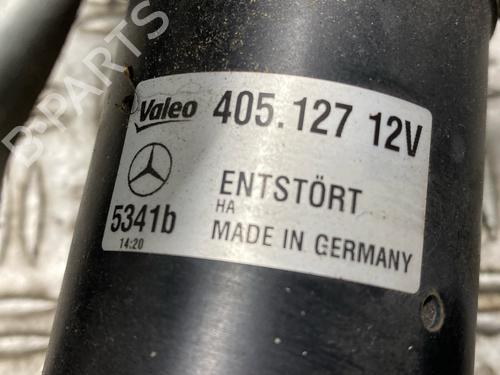 B-PARTS
Valeo 405.127 12V
ENTSTÖRT
5341b HA
14:20 MADE IN GERMANY